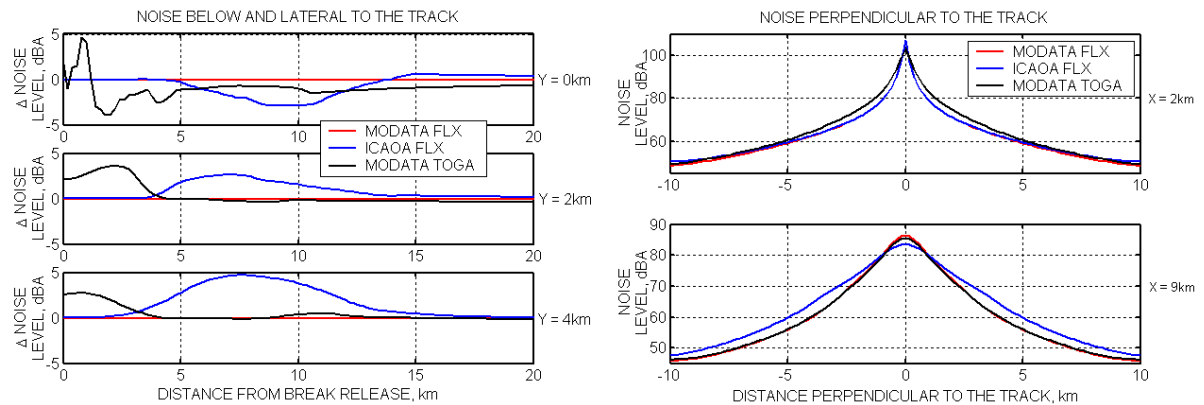 NOISE BELOW AND LATERAL TO THE TRACK
5
0
-5
Δ NOISE
LEVEL, dBA
0 5 10 15 20
Y = 0km
MODATA FLX
ICAOA FLX
MODATA TOGA
5
0
-5
Δ NOISE
LEVEL, dBA
0 5 10 15 20
Y = 2km
5
0
-5
Δ NOISE
LEVEL, dBA
0 5 10 15 20
Y = 4km
DISTANCE FROM BREAK RELEASE, km
NOISE PERPENDICULAR TO THE TRACK
100
80
60
NOISE
LEVEL, dBA
MODATA FLX
ICAOA FLX
MODATA TOGA
X = 2km
-10 -5 0 5 10
90
80
70
60
50
NOISE
LEVEL, dBA
X = 9km
-10 -5 0 5 10
DISTANCE PERPENDICULAR TO THE TRACK, km